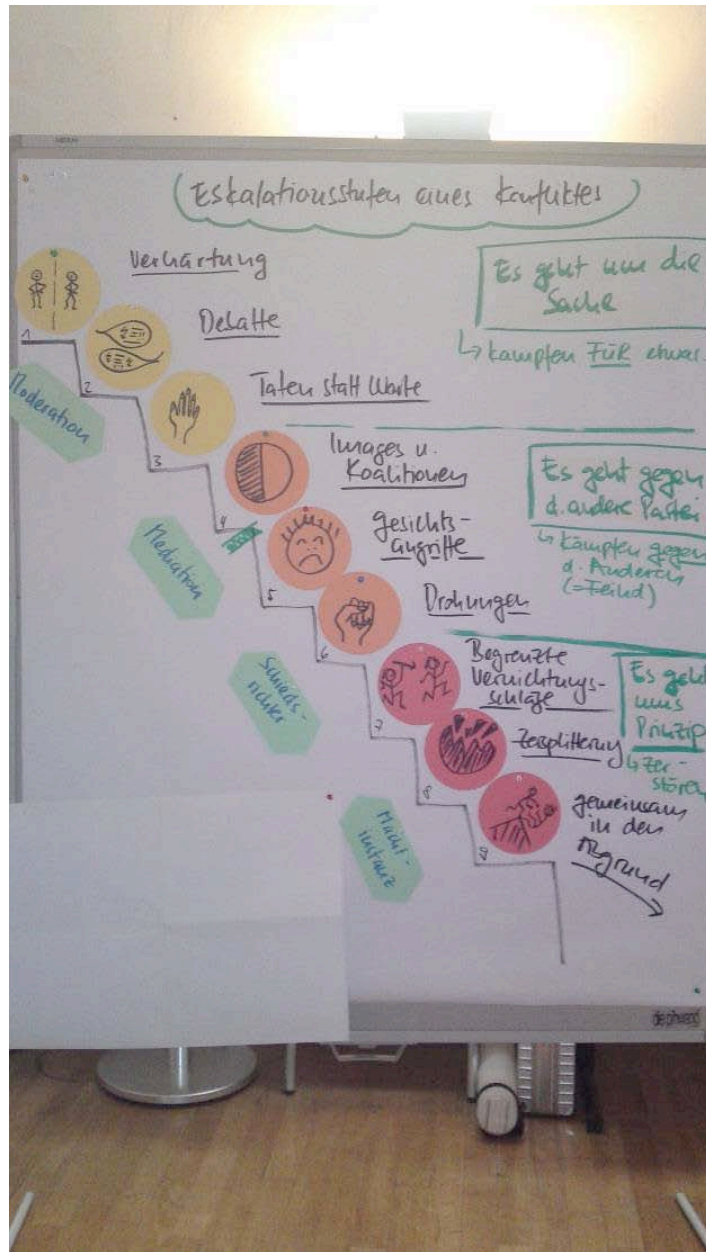 Eskalationsstufen eines Konfliktes
Verhärtung
Debatte
Taten statt Worte
Images u.
Koalitionen
Gesichts-
angriffe
Drohungen
Begrenzte
Vernichtungs-
schläge
Zersplitterung
gemeinsam
in den
Abgrund
Es geht um die
Sache
↳ kämpfen FÜR etwas
Es geht gegen
d. andere Partei
↳ kämpfen gegen
d. Anderen
(=Feind)
Es geht
ums
Prinzip
↳ Zer-
stören
1
2
3
4
5
6
7
8
9
Moderation
Mediation
Schieds-
richter
Macht-
instanz